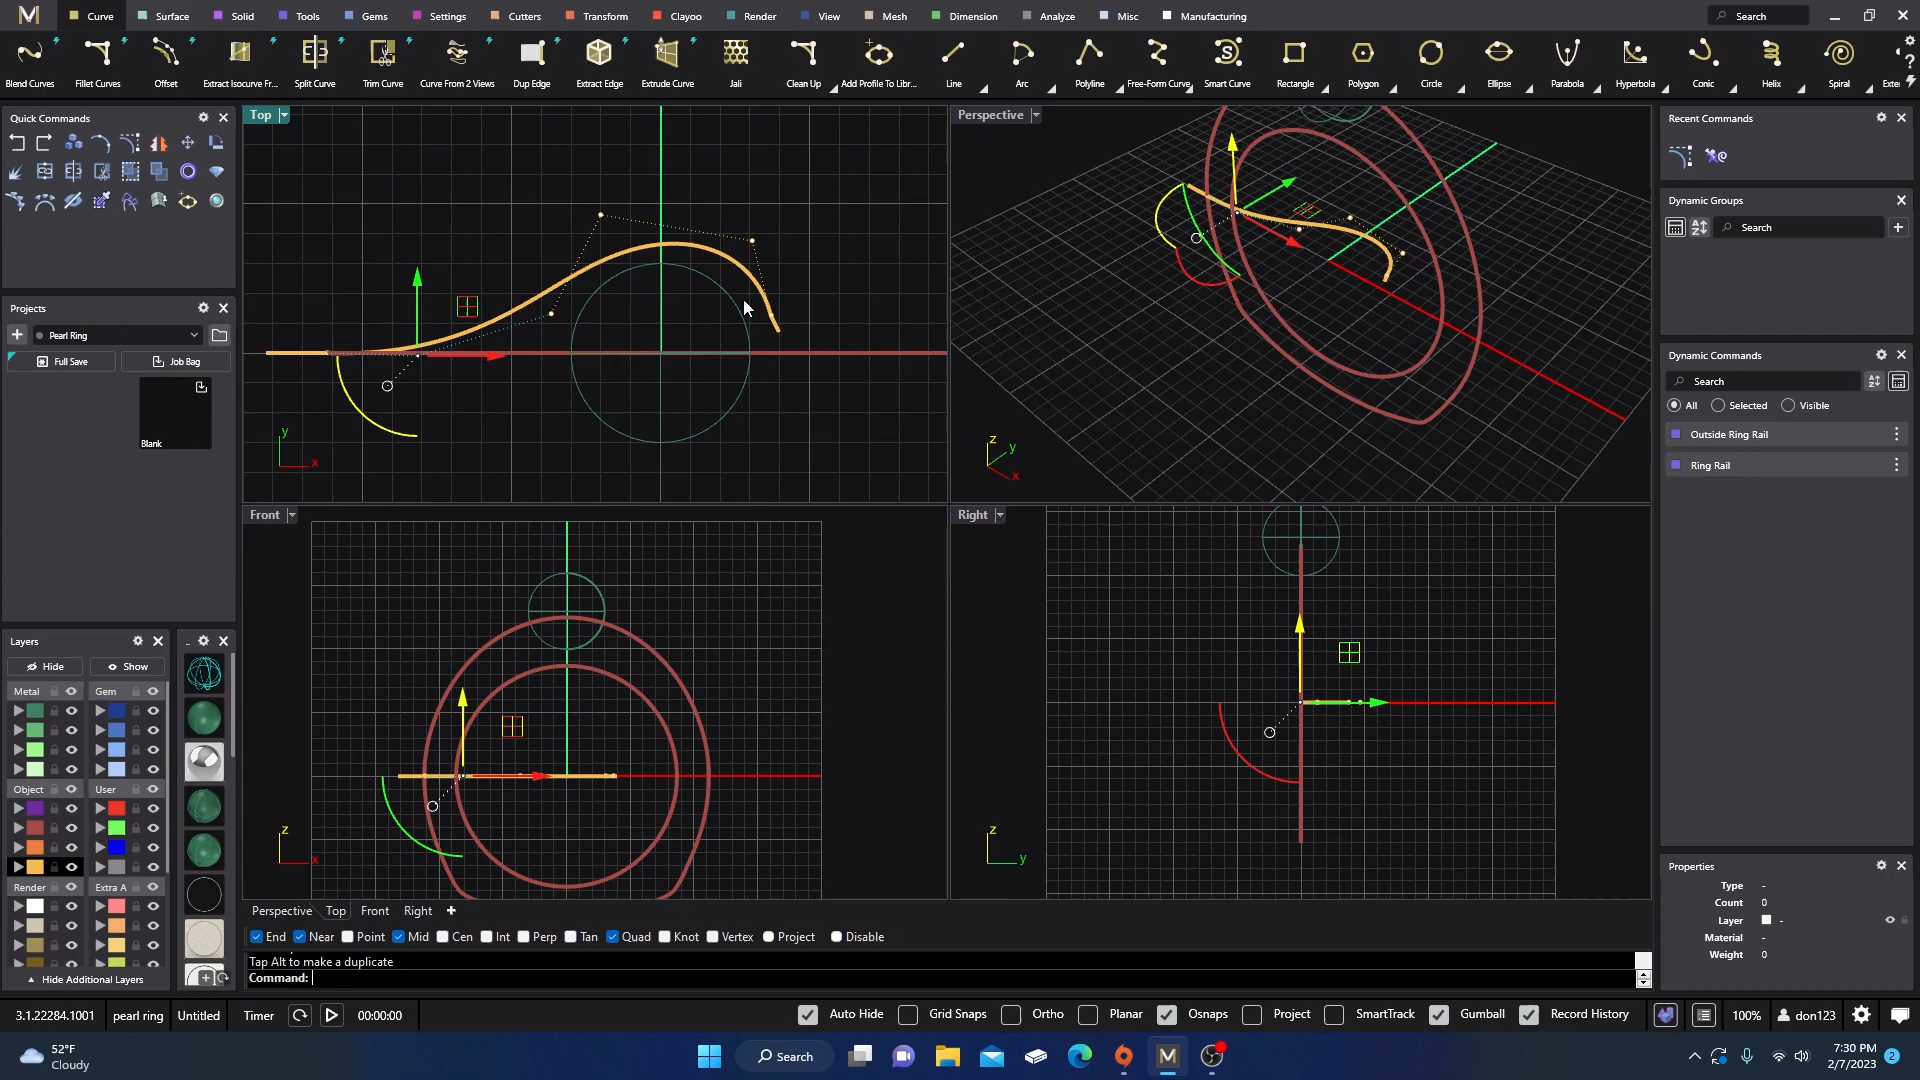 Curve Surface Solid Tools Gems Settings Cutters Transform Clayoo Render View Mesh Dimension Analyze Misc Manufacturing Search
Blend Curves Fillet Curves Offset Extract Isocurve Fr... Split Curve Trim Curve Curve From 2 Views Dup Edge Extract Edge Extrude Curve Jali Clean Up Add Profile To Libr... Line Arc Polyline Free-Form Curve Smart Curve Rectangle Polygon Circle Ellipse Parabola Hyperbola Conic Helix Spiral Exte
Quick Commands
Projects
Pearl Ring
Full Save Job Bag
Blank
Layers
Hide Show
Metal Gem
Object User
Render Extra A
Hide Additional Layers
Top
y
x
Perspective
z
y
x
Front
z
x
Right
z
y
Perspective Top Front Right
End Near Point Mid Cen Int Perp Tan Quad Knot Vertex Project Disable
Tap Alt to make a duplicate
Command:
Recent Commands
Dynamic Groups
Search
Dynamic Commands
Search
All Selected Visible
Outside Ring Rail
Ring Rail
Properties
Type -
Count 0
Layer -
Material -
Weight 0
3.1.22284.1001 pearl ring Untitled Timer 00:00:00 Auto Hide Grid Snaps Ortho Planar Osnaps Project SmartTrack Gumball Record History 100% don123
52°F
Cloudy
Search
7:30 PM
2/7/2023
2